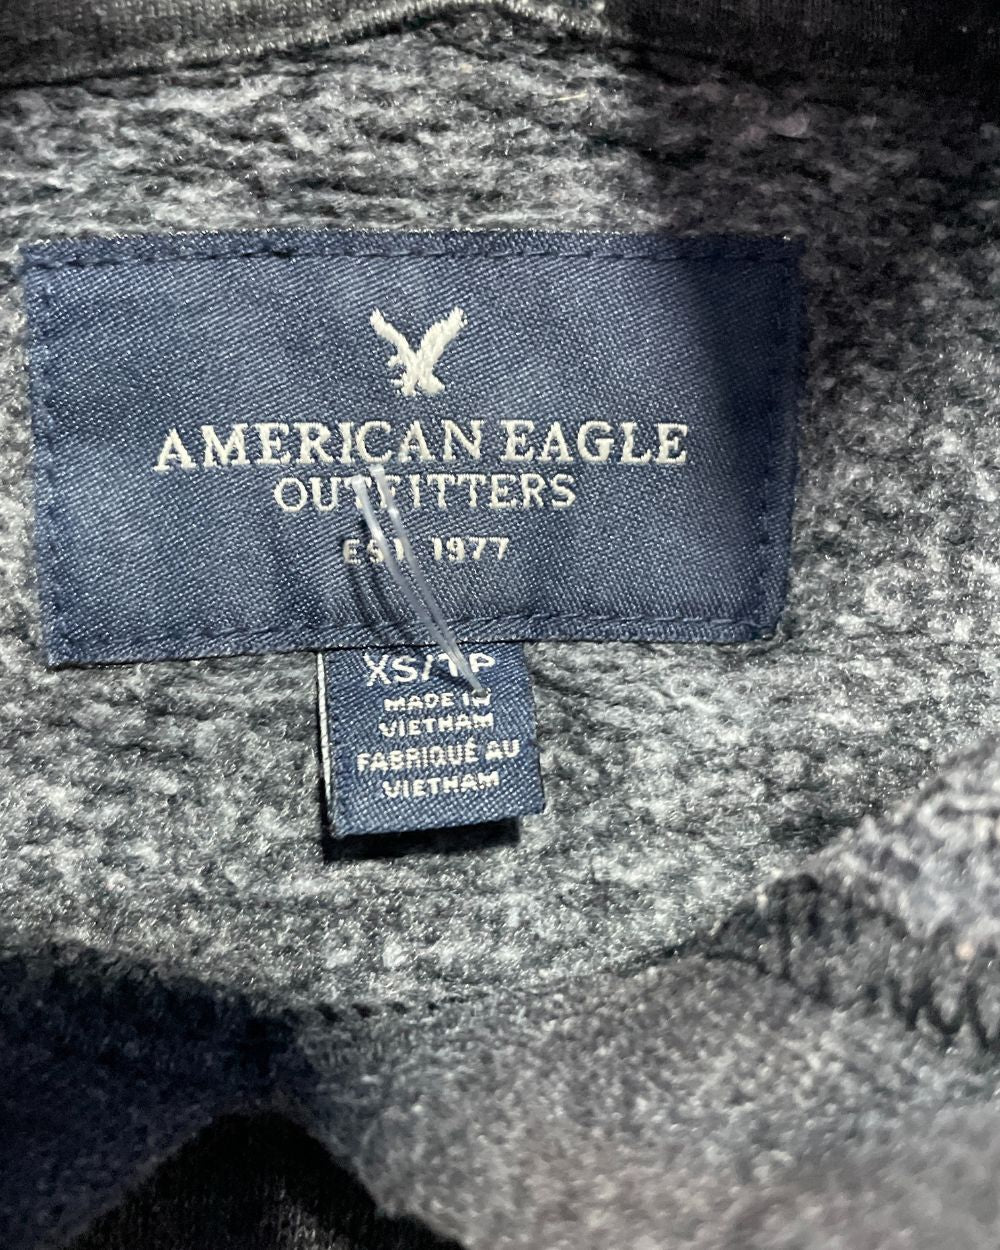 AMERICAN EAGLE
OUTFITTERS
EST. 1977
XS/TP
MADE IN
VIETNAM
FABRIQUÉ AU
VIETNAM